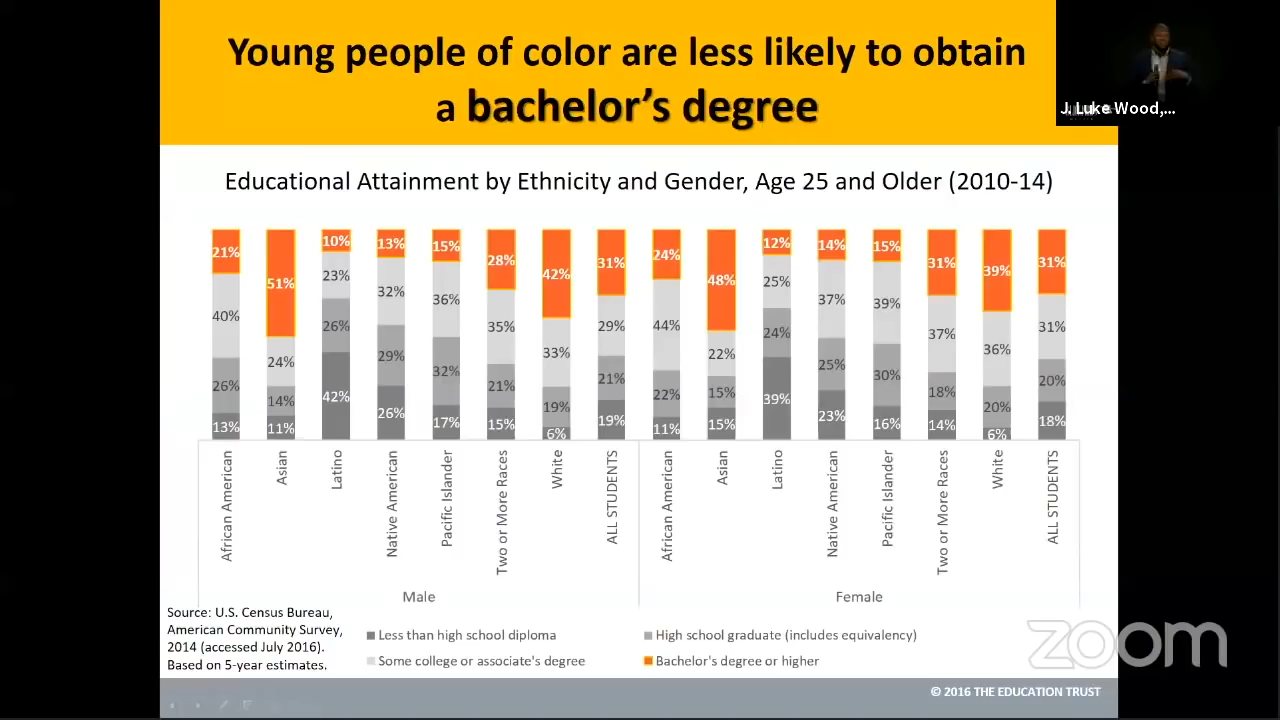 Young people of color are less likely to obtain
a bachelor's degree
J. Luke Wood,...
Educational Attainment by Ethnicity and Gender, Age 25 and Older (2010-14)
21% 51% 10% 13% 15% 28% 42% 31% 24% 48% 12% 14% 15% 31% 39% 31%
40% 24% 23% 32% 36% 35% 33% 29% 44% 22% 25% 37% 39% 37% 36% 31%
26% 14% 26% 29% 32% 21% 19% 21% 22% 15% 24% 25% 30% 18% 20% 20%
13% 11% 42% 26% 17% 15% 6% 19% 11% 15% 39% 23% 16% 14% 6% 18%
African American
Asian
Latino
Native American
Pacific Islander
Two or More Races
White
ALL STUDENTS
African American
Asian
Latino
Native American
Pacific Islander
Two or More Races
White
ALL STUDENTS
Male
Female
Source: U.S. Census Bureau,
American Community Survey,
2014 (accessed July 2016).
Based on 5-year estimates.
Less than high school diploma
High school graduate (includes equivalency)
Some college or associate's degree
Bachelor's degree or higher
zoom
© 2016 THE EDUCATION TRUST